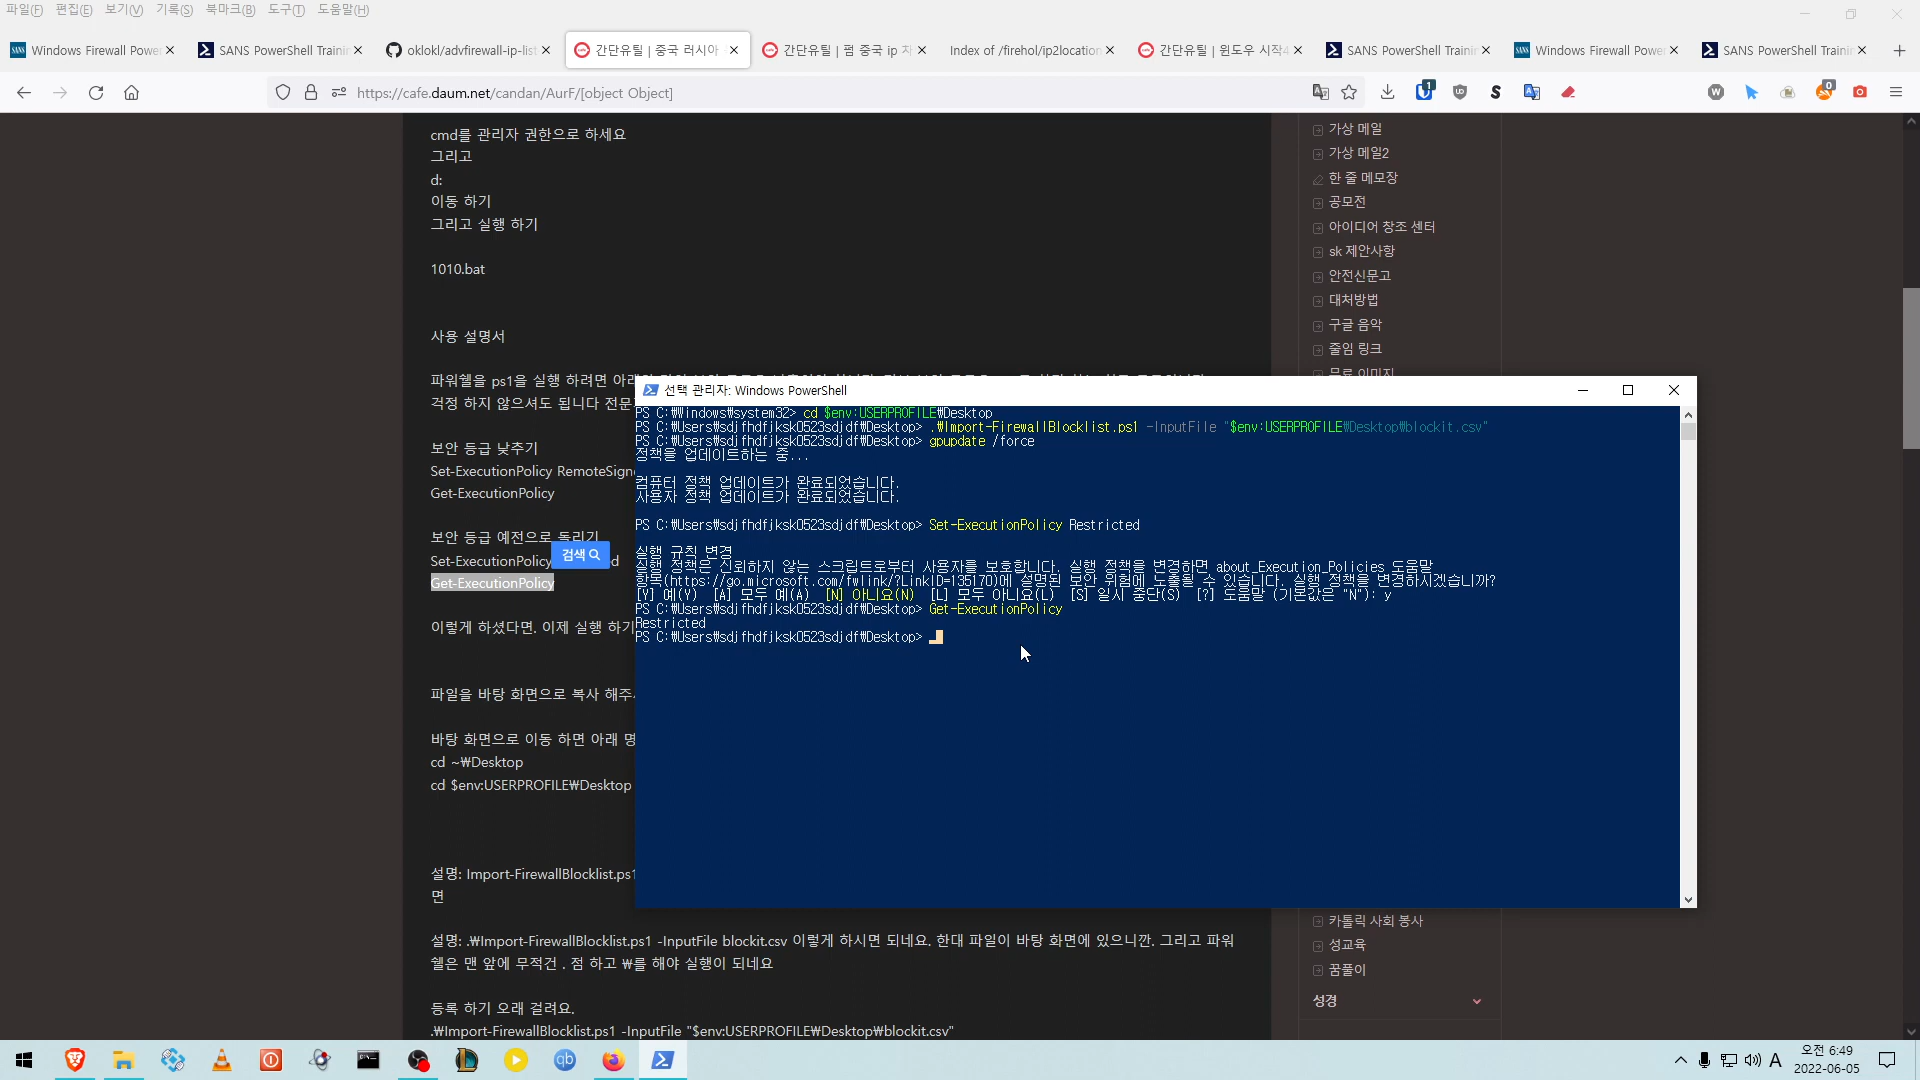 파일(F) 편집(E) 보기(V) 기록(S) 북마크(B) 도구(T) 도움말(H)
Windows Firewall Powe
SANS PowerShell Traini
oklokl/advfirewall-ip-list
간단유틸 | 중국 러시아
간단유틸 | 펌 중국 ip 차
Index of /firehol/ip2location
간단유틸 | 윈도우 시작4
SANS PowerShell Traini
Windows Firewall Powe
SANS PowerShell Traini
https://cafe.daum.net/candan/AurF/[object Object]
cmd를 관리자 권한으로 하세요
그리고
d:
이동 하기
그리고 실행 하기
1010.bat
사용 설명서
파워쉘을 ps1을 실행 하려면
걱정 하지 않으셔도 됩니다
보안 등급 낮추기
Set-ExecutionPolicy RemoteSigne
Get-ExecutionPolicy
보안 등급 예전으로 돌리기
Set-ExecutionPolicy
검색
d
Get-ExecutionPolicy
이렇게 하셨다면. 이제 실행 하기
파일을 바탕 화면으로 복사 해주
바탕 화면으로 이동 하면 아래 명
cd ~₩Desktop
cd $env:USERPROFILE₩Desktop
설명: Import-FirewallBlocklist.ps1
면
설명: .₩Import-FirewallBlocklist.ps1 -InputFile blockit.csv 이렇게 하시면 되네요. 한대 파일이 바탕 화면에 있으니깐. 그리고 파워
쉘은 맨 앞에 무적건 . 점 하고 ₩를 해야 실행이 되네요
등록 하기 오래 걸려요.
.₩Import-FirewallBlocklist.ps1 -InputFile "$env:USERPROFILE₩Desktop₩blockit.csv"
선택 관리자: Windows PowerShell
PS C:₩Windows₩system32> cd $env:USERPROFILE₩Desktop
PS C:₩Users₩sdjfhdfjksk0523sdjdf₩Desktop> .₩Import-FirewallBlocklist.ps1 -InputFile "$env:USERPROFILE₩Desktop₩blockit.csv"
PS C:₩Users₩sdjfhdfjksk0523sdjdf₩Desktop> gpupdate /force
정책을 업데이트하는 중...
컴퓨터 정책 업데이트가 완료되었습니다.
사용자 정책 업데이트가 완료되었습니다.
PS C:₩Users₩sdjfhdfjksk0523sdjdf₩Desktop> Set-ExecutionPolicy Restricted
실행 규칙 변경
실행 정책은 신뢰하지 않는 스크립트로부터 사용자를 보호합니다. 실행 정책을 변경하면 about_Execution_Policies 도움말
항목(https://go.microsoft.com/fwlink/?LinkID=135170)에 설명된 보안 위험에 노출될 수 있습니다. 실행 정책을 변경하시겠습니까?
[Y] 예(Y)  [A] 모두 예(A)  [N] 아니요(N)  [L] 모두 아니요(L)  [S] 일시 중단(S)  [?] 도움말 (기본값은 "N"): y
PS C:₩Users₩sdjfhdfjksk0523sdjdf₩Desktop> Get-ExecutionPolicy
Restricted
PS C:₩Users₩sdjfhdfjksk0523sdjdf₩Desktop>
가상 메일
가상 메일2
한 줄 메모장
공모전
아이디어 창조 센터
sk 제안사항
안전신문고
대처방법
구글 음악
줄임 링크
무료 이미지
카톨릭 사회 봉사
성교육
꿈풀이
성경
A
오전 6:49
2022-06-05